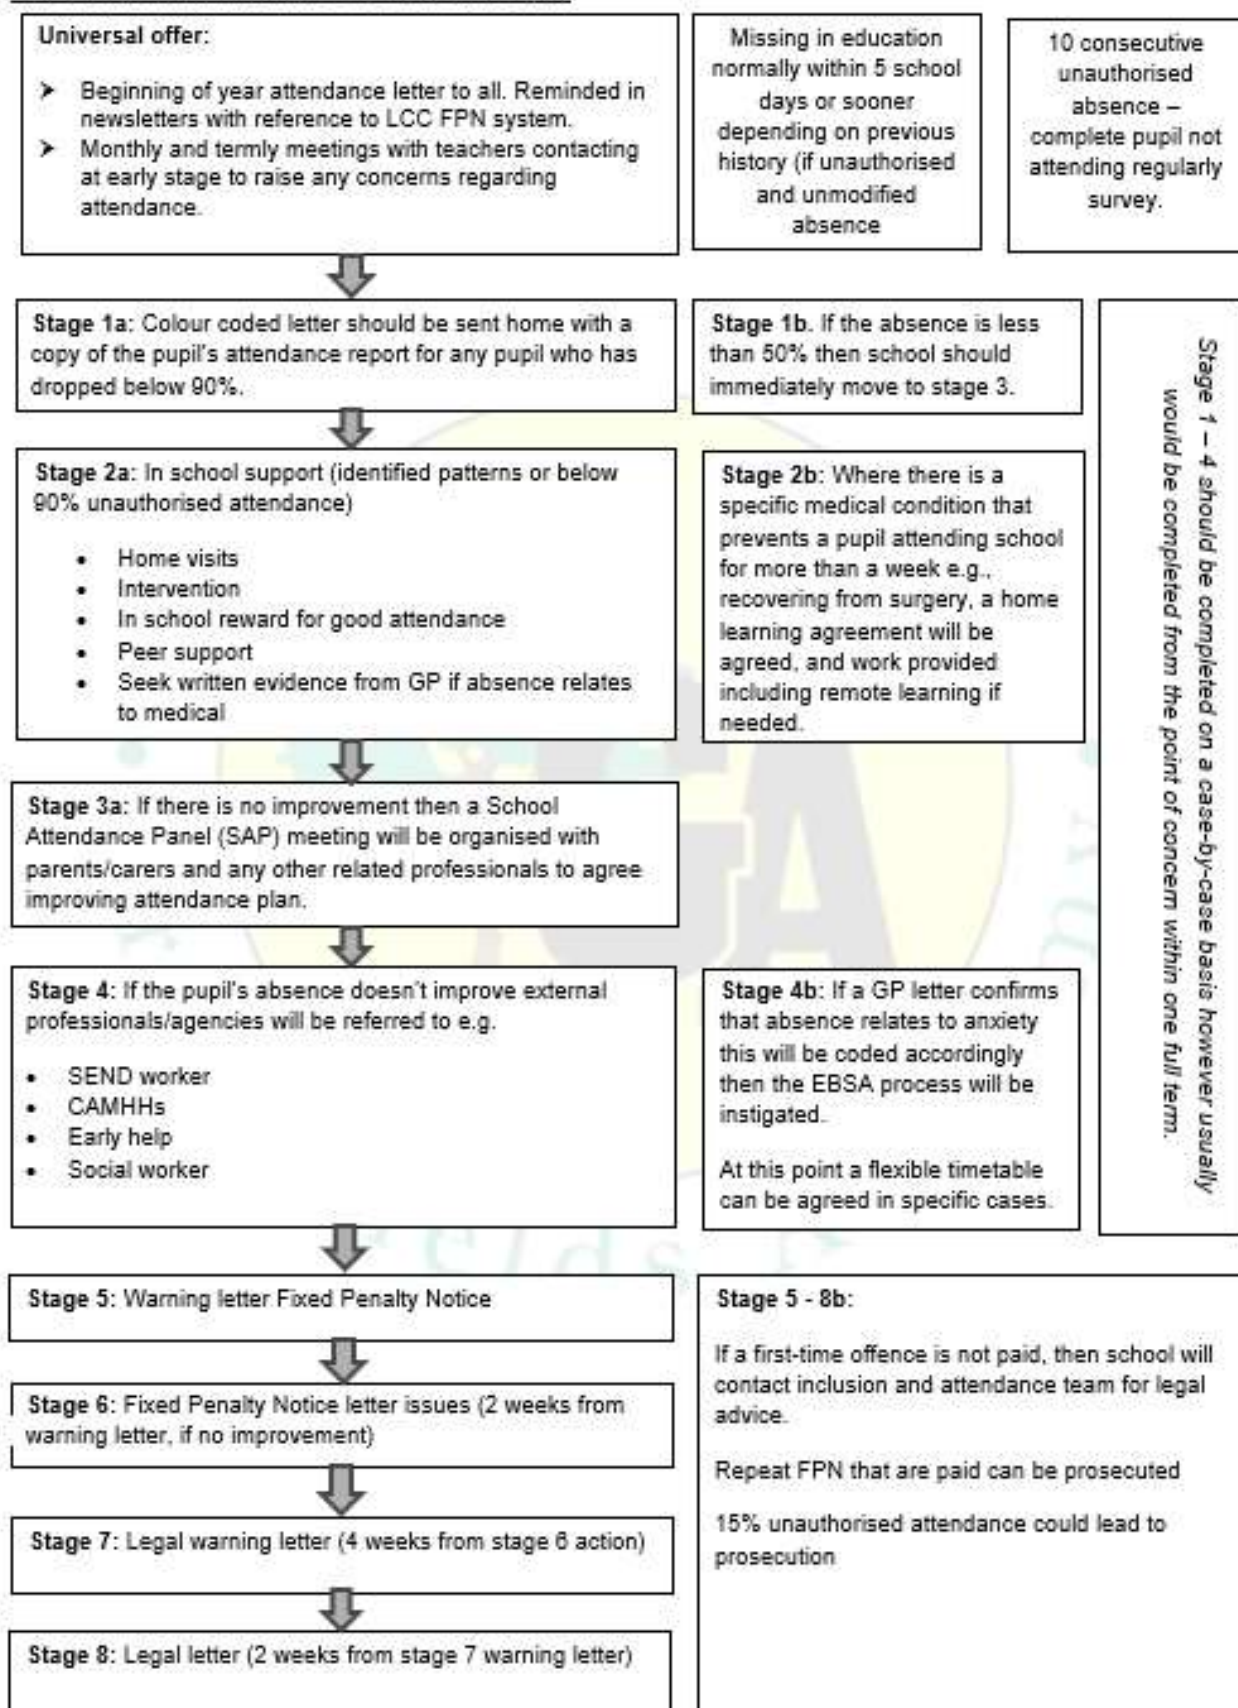 Universal offer:
➤ Beginning of year attendance letter to all. Reminded in
newsletters with reference to LCC FPN system.
➤ Monthly and termly meetings with teachers contacting
at early stage to raise any concerns regarding
attendance.
Missing in education
normally within 5 school
days or sooner
depending on previous
history (if unauthorised
and unmodified
absence
10 consecutive
unauthorised
absence –
complete pupil not
attending regularly
survey.
Stage 1a: Colour coded letter should be sent home with a
copy of the pupil's attendance report for any pupil who has
dropped below 90%.
Stage 1b. If the absence is less
than 50% then school should
immediately move to stage 3.
Stage 1 – 4 should be completed on a case-by-case basis however usually
would be completed from the point of concern within one full term.
Stage 2a: In school support (identified patterns or below
90% unauthorised attendance)
• Home visits
• Intervention
• In school reward for good attendance
• Peer support
• Seek written evidence from GP if absence relates
to medical
Stage 2b: Where there is a
specific medical condition that
prevents a pupil attending school
for more than a week e.g.,
recovering from surgery, a home
learning agreement will be
agreed, and work provided
including remote learning if
needed.
Stage 3a: If there is no improvement then a School
Attendance Panel (SAP) meeting will be organised with
parents/carers and any other related professionals to agree
improving attendance plan.
Stage 4: If the pupil's absence doesn't improve external
professionals/agencies will be referred to e.g.
• SEND worker
• CAMHHs
• Early help
• Social worker
Stage 4b: If a GP letter confirms
that absence relates to anxiety
this will be coded accordingly
then the EBSA process will be
instigated.
At this point a flexible timetable
can be agreed in specific cases.
Stage 5: Warning letter Fixed Penalty Notice
Stage 6: Fixed Penalty Notice letter issues (2 weeks from
warning letter, if no improvement)
Stage 7: Legal warning letter (4 weeks from stage 6 action)
Stage 8: Legal letter (2 weeks from stage 7 warning letter)
Stage 5 - 8b:
If a first-time offence is not paid, then school will
contact inclusion and attendance team for legal
advice.
Repeat FPN that are paid can be prosecuted
15% unauthorised attendance could lead to
prosecution